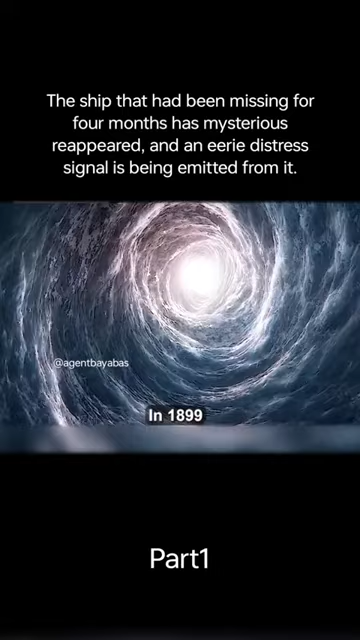 The ship that had been missing for
four months has mysterious
reappeared, and an eerie distress
signal is being emitted from it.
@agentbayabas
In 1899
Part1